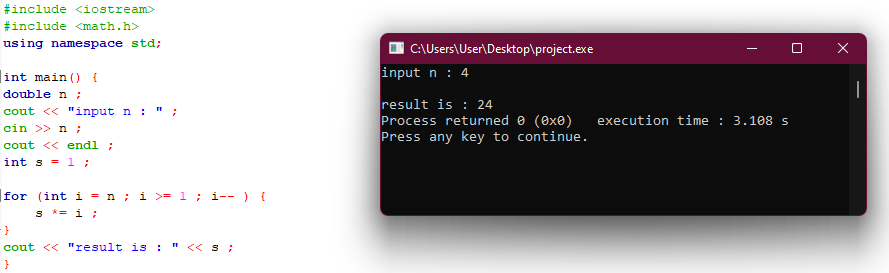 #include <iostream>
#include <math.h>
using namespace std;
int main() {
double n ;
cout << "input n : " ;
cin >> n ;
cout << endl ;
int s = 1 ;
for (int i = n ; i >= 1 ; i-- ) {
s *= i ;
}
cout << "result is : " << s ;
}
C:\Users\User\Desktop\project.exe
input n : 4
result is : 24
Process returned 0 (0x0)   execution time : 3.108 s
Press any key to continue.